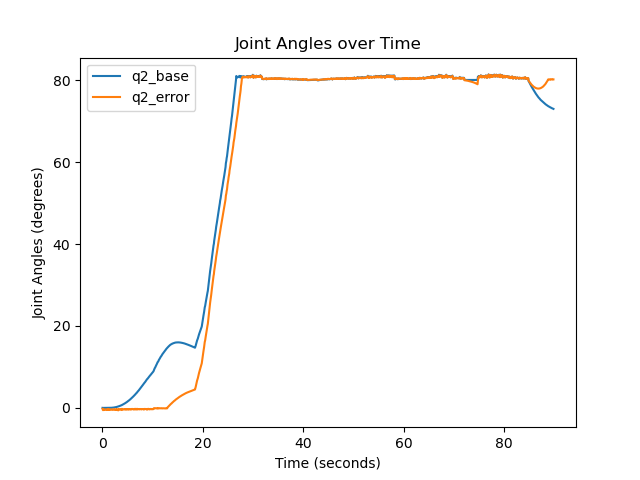 Joint Angles over Time
q2_base
q2_error
Joint Angles (degrees)
80
60
40
20
0
0 20 40 60 80
Time (seconds)